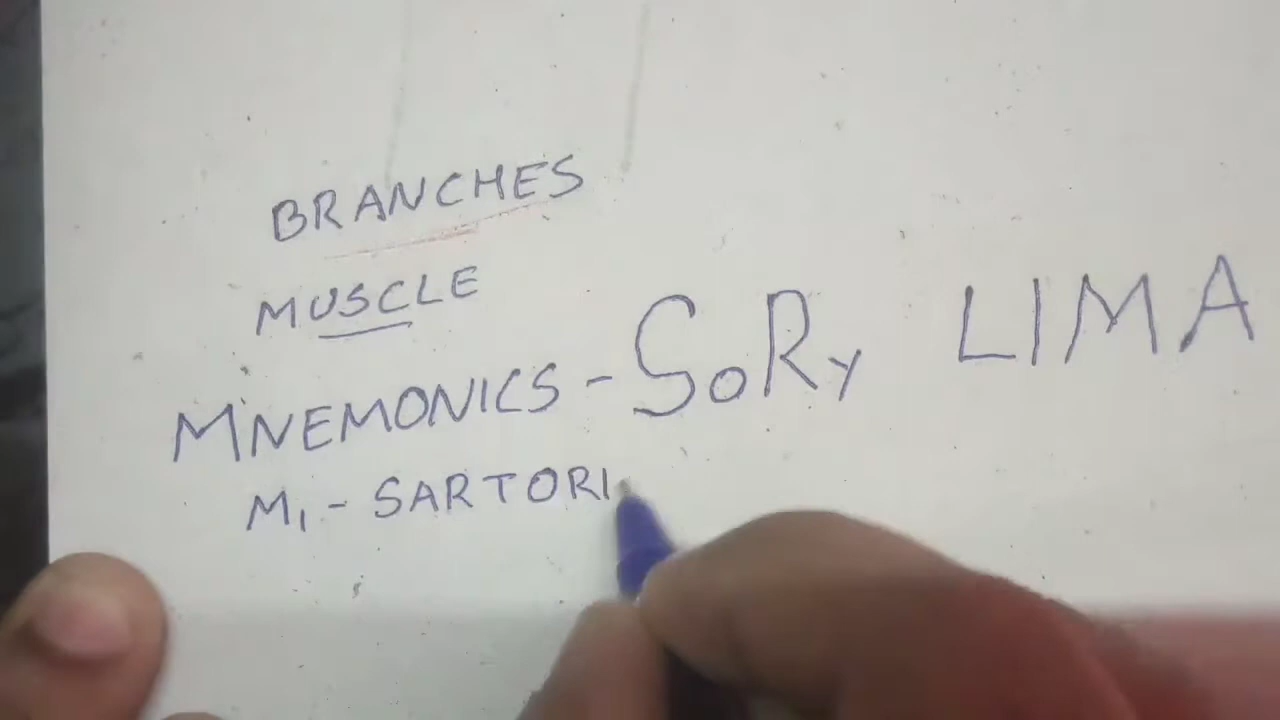 BRANCHES
MUSCLE
MNEMONICS - SoRy LIMA
M1 - SARTORI